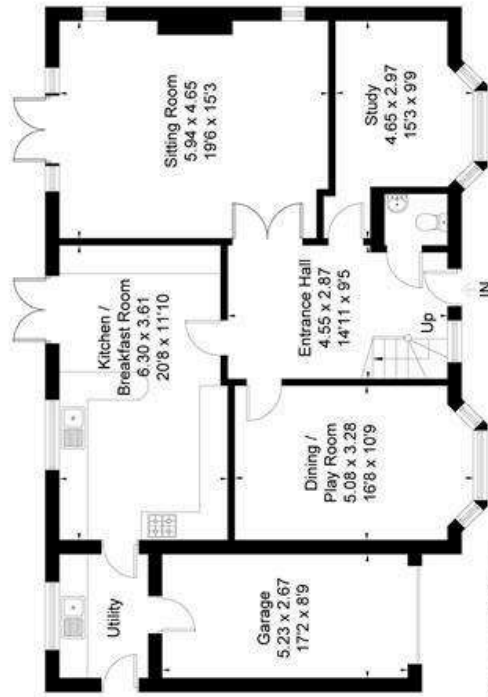 Sitting Room
5.94 x 4.65
19'6 x 15'3
Study
4.65 x 2.97
15'3 x 9'9
Kitchen /
Breakfast Room
6.30 x 3.61
20'8 x 11'10
Entrance Hall
4.55 x 2.87
14'11 x 9'5
Up
IN
Dining /
Play Room
5.08 x 3.28
16'8 x 10'9
Utility
Garage
5.23 x 2.67
17'2 x 8'9